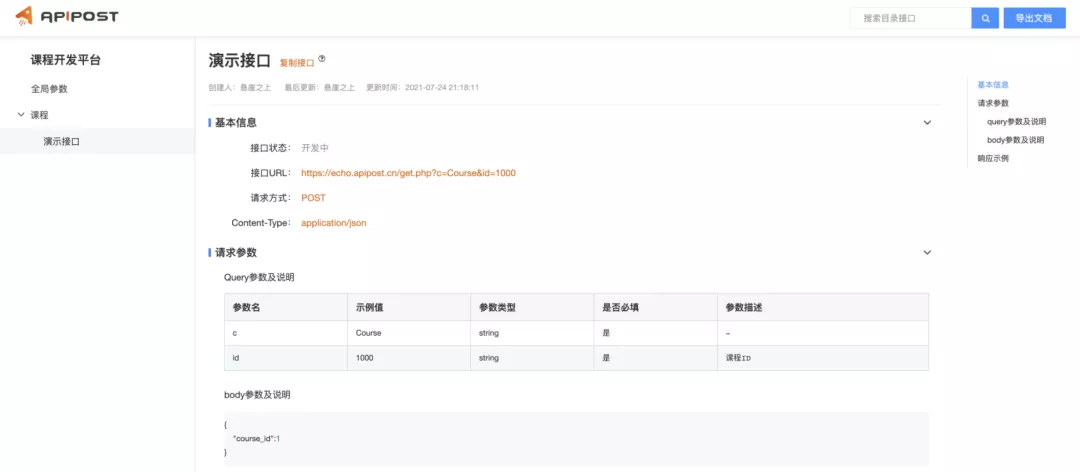 APIPOST
搜索目录接口
导出文档
课程开发平台
全局参数
课程
演示接口
演示接口 复制接口 ?
创建人：悬崖之上 最后更新：悬崖之上 更新时间：2021-07-24 21:18:11
基本信息
接口状态： 开发中
接口URL： https://echo.apipost.cn/get.php?c=Course&id=1000
请求方式： POST
Content-Type： application/json
请求参数
Query参数及说明
参数名 示例值 参数类型 是否必填 参数描述
c Course string 是 –
id 1000 string 是 课程ID
body参数及说明
{
"course_id":1
}
基本信息
请求参数
query参数及说明
body参数及说明
响应示例